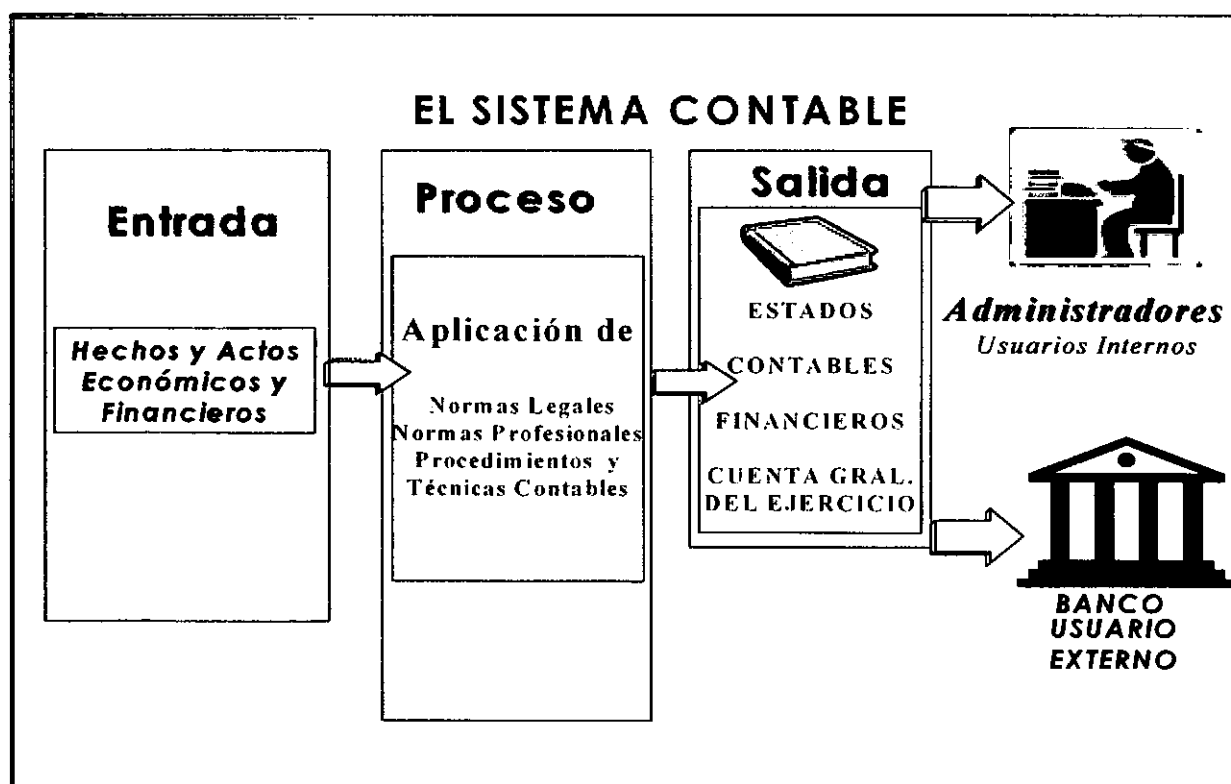 EL SISTEMA CONTABLE
Entrada
Hechos y Actos
Económicos y
Financieros
Proceso
Aplicación de
Normas Legales
Normas Profesionales
Procedimientos y
Técnicas Contables
Salida
ESTADOS
CONTABLES
FINANCIEROS
CUENTA GRAL.
DEL EJERCICIO
Administradores
Usuarios Internos
BANCO
USUARIO
EXTERNO